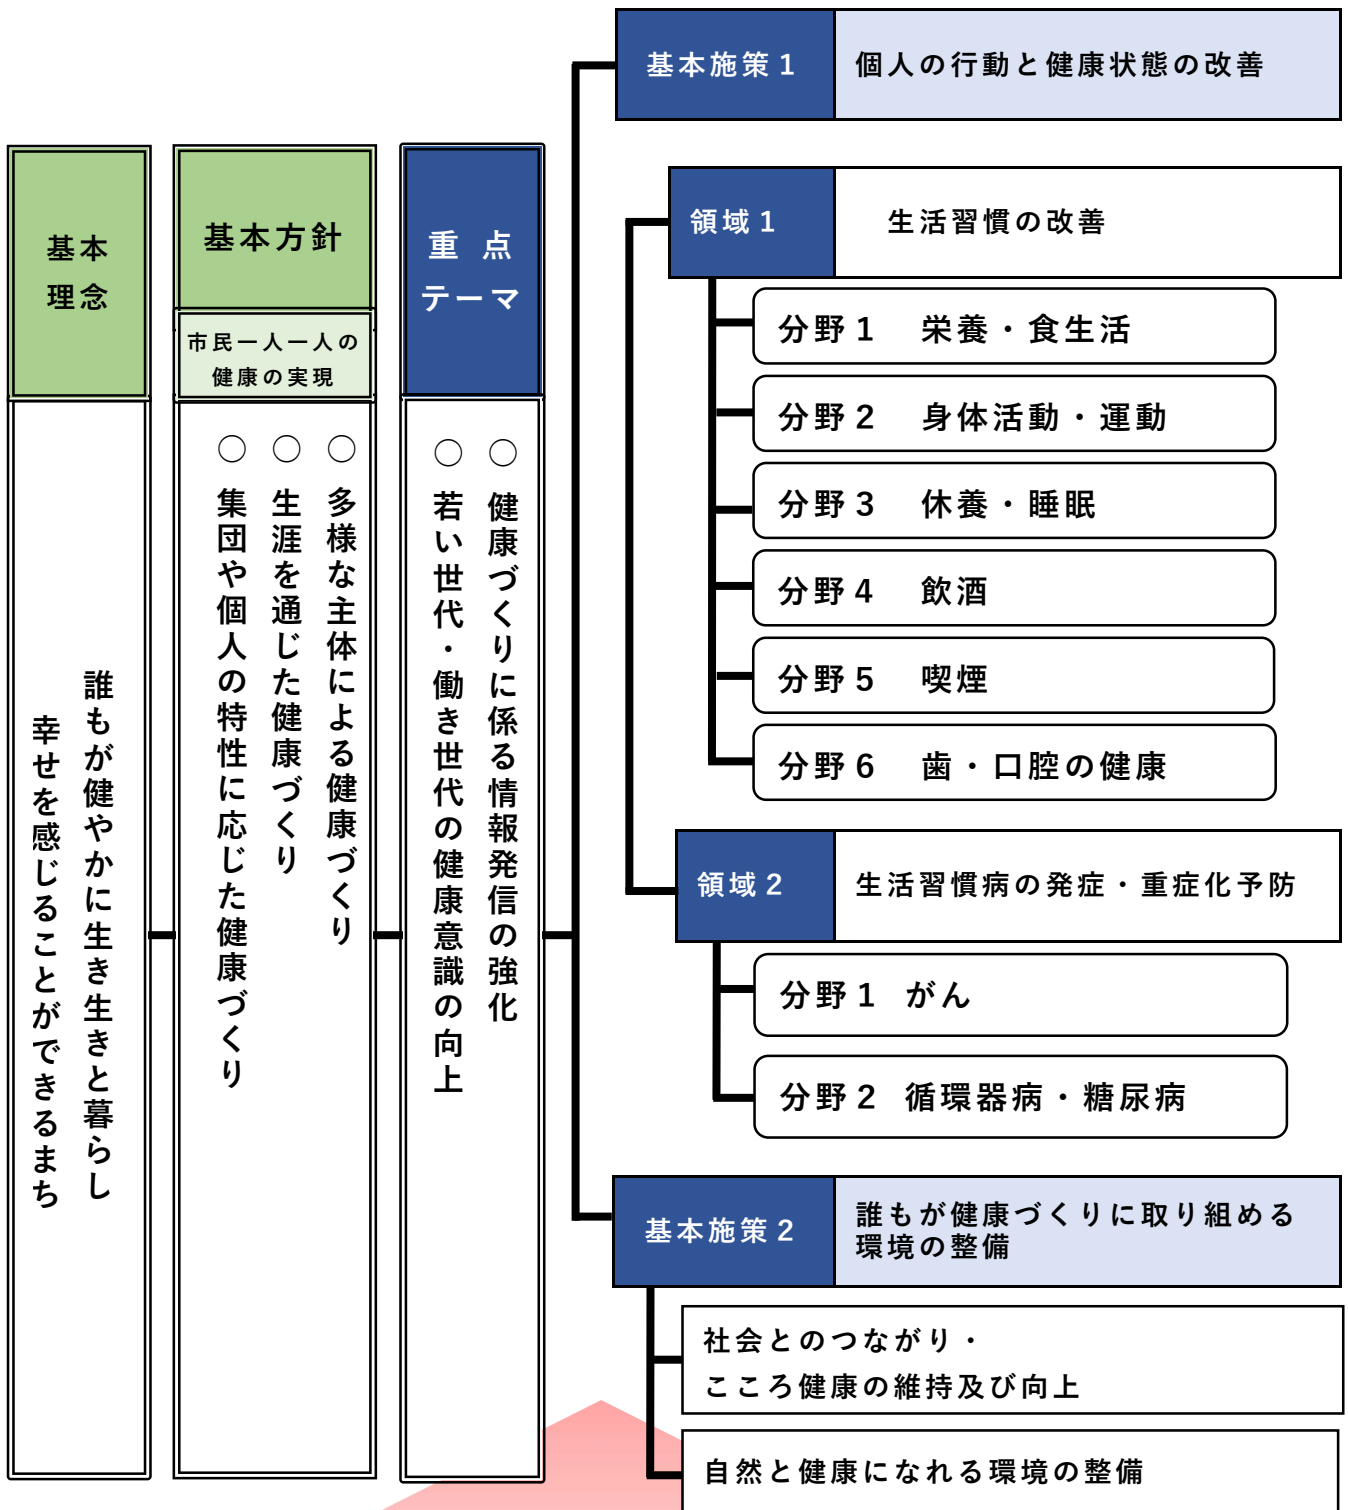 基本
理念
誰もが健やかに生き生きと暮らし
幸せを感じることができるまち
基本方針
市民一人一人の
健康の実現
○ 多様な主体による健康づくり
○ 生涯を通じた健康づくり
○ 集団や個人の特性に応じた健康づくり
重 点
テーマ
○ 健康づくりに係る情報発信の強化
○ 若い世代・働き世代の健康意識の向上
基本施策1 個人の行動と健康状態の改善
領域1 生活習慣の改善
分野1 栄養・食生活
分野2 身体活動・運動
分野3 休養・睡眠
分野4 飲酒
分野5 喫煙
分野6 歯・口腔の健康
領域2 生活習慣病の発症・重症化予防
分野1 がん
分野2 循環器病・糖尿病
基本施策2 誰もが健康づくりに取り組める
環境の整備
社会とのつながり・
こころ健康の維持及び向上
自然と健康になれる環境の整備